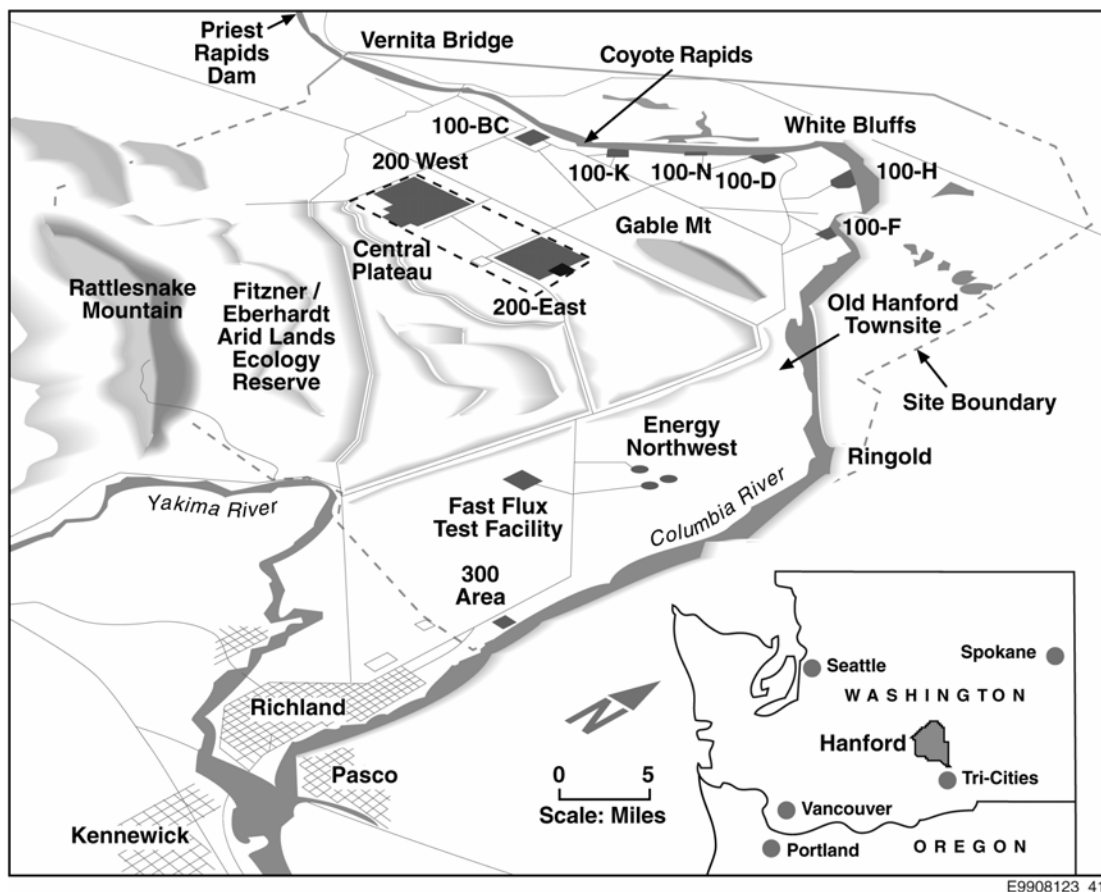 Priest
Rapids
Dam
Vernita Bridge
Coyote Rapids
100-BC
White Bluffs
200 West
100-K
100-N
100-D
100-H
Gable Mt
100-F
Central
Plateau
Rattlesnake
Mountain
Fitzner /
Eberhardt
Arid Lands
Ecology
Reserve
200-East
Old Hanford
Townsite
Site Boundary
Energy
Northwest
Ringold
Yakima River
Fast Flux
Test Facility
Columbia River
300
Area
Richland
Pasco
Kennewick
N
0 5
Scale: Miles
Seattle
Spokane
WASHINGTON
Hanford
Tri-Cities
Vancouver
Portland
OREGON
E9908123_41